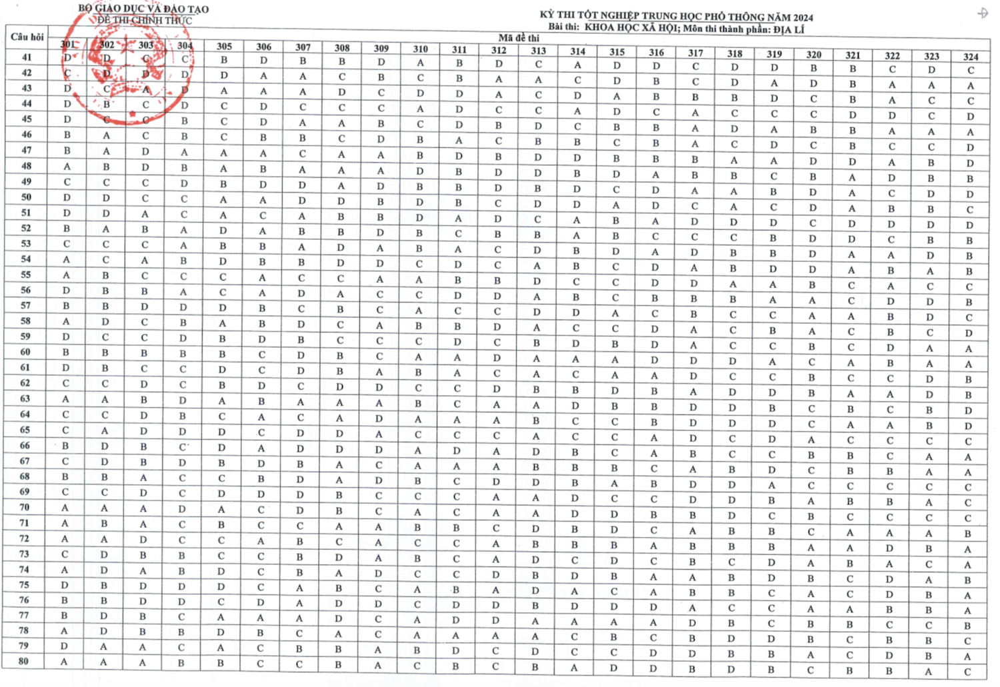 BỘ GIÁO DỤC VÀ ĐÀO TẠO
ĐỀ THI CHÍNH THỨC
KỲ THI TỐT NGHIỆP TRUNG HỌC PHỔ THÔNG NĂM 2024
Bài thi: KHOA HỌC XÃ HỘI; Môn thi thành phần: ĐỊA LÍ
Câu hỏi Mã đề thi
301 302 303 304 305 306 307 308 309 310 311 312 313 314 315 316 317 318 319 320 321 322 323 324
41 D D C C B D B B D A B D C A D D C D D B B C D C
42 C D D D D A A C B C B A A C D B C D A D B A A A
43 D C A D A A A D C D D A C D A B B B D C B A C C
44 D B C D C D C C C A D C C A D C A C C C D D C D
45 D C C B C D A A B C D B D C B B A D A B B A A A
46 B A C B C B B C D B A C B B C B A C D C B C C D
47 B A D A A A C A A B D B D D B B B A A D D A B D
48 A B D B A B A A A D B D D B D A B B C B A D B B
49 C C C D B D D A D B B D B D C D A A B D A C D D
50 D D C C A A D D B D B C D D A D C A C D A B B C
51 D D A C A C A B B D A D C A B A D D D C D D D D
52 B A B A D A B B D B C B B A B C C C B D D C B B
53 C C C A B B A D A B A C D B D A D B B D A A D B
54 A C A B D B B D D C D C A B C D A B D D A B A B
55 A B C C C A C C A A B B D C C D D A A B C A C C
56 D B B A C A D A C C D D A B C B B B A A C D D B
57 B B D D D B C B C A C C D D A C B C C A A B D C
58 A D C B A B D C A B B D A C C D A C B A C B C D
59 D C C D B D B C C C D C B D B D A C C B C D A A
60 B B B B B C D B C A A D A A A D D D A C A B A A
61 D B C C D C D B A B A C A C A A D C C B C C D B
62 C C D C B D C D D C C D B B D B A D D B A A D B
63 A A B D A B A A A B C A A D B B D D B C B C B D
64 C C D B C A C A D A A A B C C B D D D C A A B D
65 C A D D D C D D A C C C A C C A D C D A C C C C
66 B D B C D A D D D A D A D B C A B C C B B C A A
67 C D B D B D B A C A A A B B B C A B D C B B A A
68 B B A C C B D A D B C D D B A B D D A C C C C C
69 C C D C D D D B C C C A A D C C D D B A B B A C
70 A A A D A C D B C A C A A D D B B D C B C C C C
71 A B A C B C C A A B B C D B D C A B B C A A A B
72 A A D C C A B C A C C A B B B A B B B A A D B A
73 C D B B C C B D A B C A D C D C B C D A B A C A
74 A D A B D C B A D C C D B D B A A B D B C D A B
75 D B D D D C A B C A B A D A C A B B C A C D B A
76 B B D D C D A D D C D D B D D D A C C A A B B A
77 B D B C A A A D C A D D A A A A D B C B B C C B
78 A D B B D B C A C A A A A C B C B D D B C B B C
79 D A A C A C B B A B D C D C C D D B B A C D B A
80 A A A B B C C B A C B C B A D D B D B C B B A C